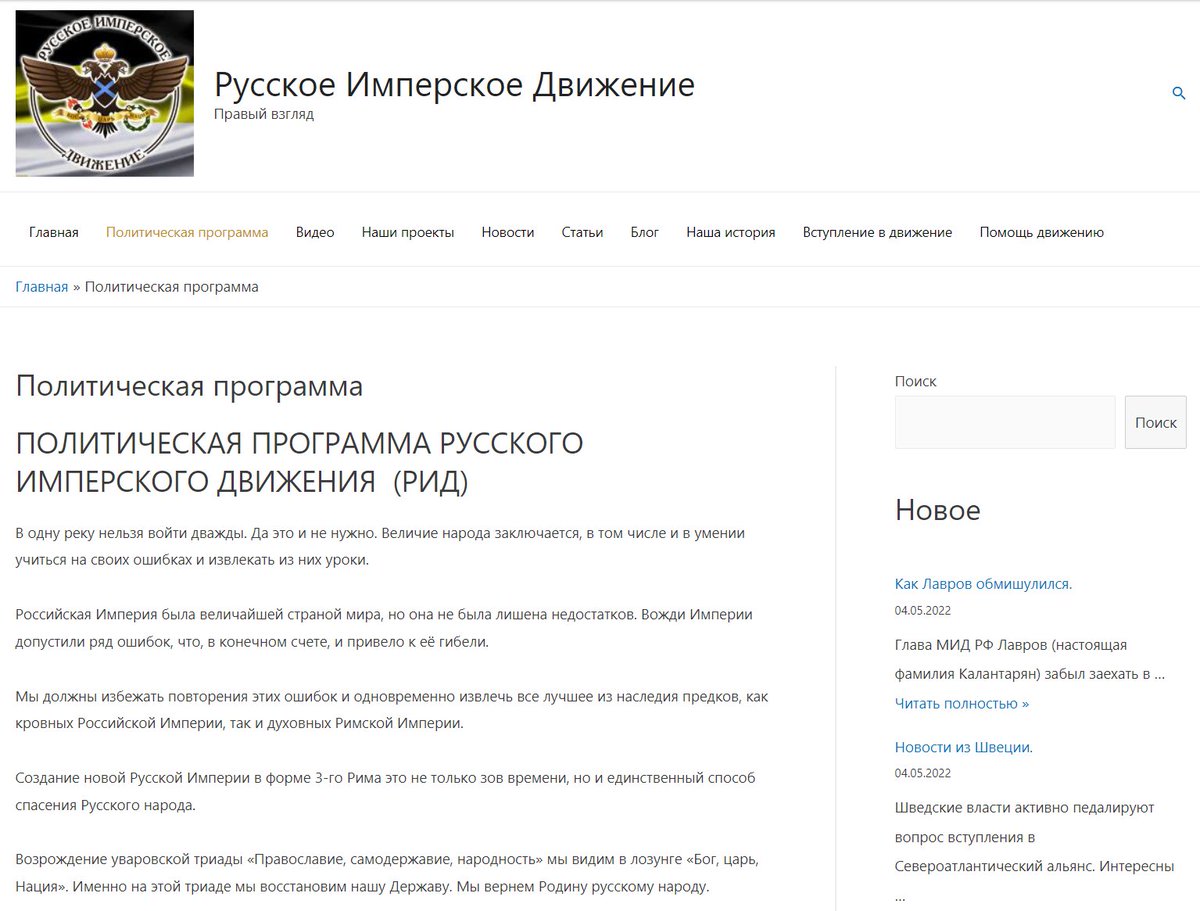 РУССКОЕ ИМПЕРСКОЕ
ДВИЖЕНИЕ
Русское Имперское Движение
Правый взгляд
Главная Политическая программа Видео Наши проекты Новости Статьи Блог Наша история Вступление в движение Помощь движению
Главная » Политическая программа
Политическая программа
ПОЛИТИЧЕСКАЯ ПРОГРАММА РУССКОГО
ИМПЕРСКОГО ДВИЖЕНИЯ (РИД)
В одну реку нельзя войти дважды. Да это и не нужно. Величие народа заключается, в том числе и в умении
учиться на своих ошибках и извлекать из них уроки.
Российская Империя была величайшей страной мира, но она не была лишена недостатков. Вожди Империи
допустили ряд ошибок, что, в конечном счете, и привело к её гибели.
Мы должны избежать повторения этих ошибок и одновременно извлечь все лучшее из наследия предков, как
кровных Российской Империи, так и духовных Римской Империи.
Создание новой Русской Империи в форме 3-го Рима это не только зов времени, но и единственный способ
спасения Русского народа.
Возрождение уваровской триады «Православие, самодержавие, народность» мы видим в лозунге «Бог, царь,
Нация». Именно на этой триаде мы восстановим нашу Державу. Мы вернем Родину русскому народу.
Поиск
Поиск
Новое
Как Лавров обмишулился.
04.05.2022
Глава МИД РФ Лавров (настоящая
фамилия Калантарян) забыл заехать в ...
Читать полностью »
Новости из Швеции.
04.05.2022
Шведские власти активно педалируют
вопрос вступления в
Североатлантический альянс. Интересны
...